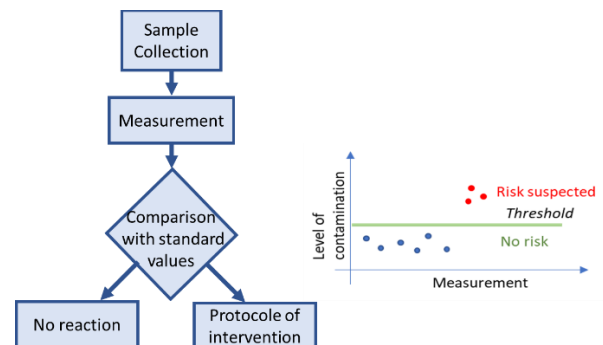 Sample
Collection
Measurement
Comparison
with standard
values
No reaction
Protocole of
intervention
Level of
contamination
Risk suspected
Threshold
No risk
Measurement